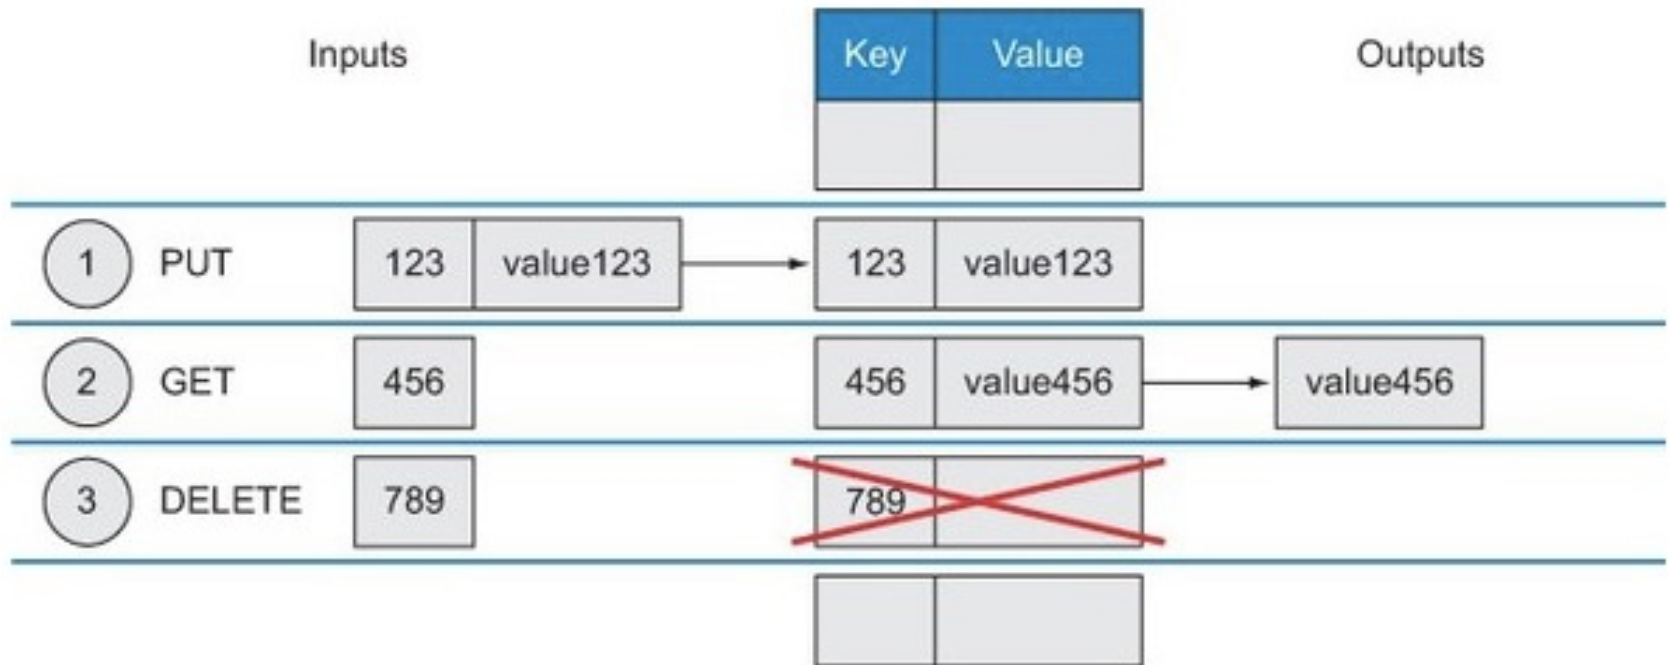 Inputs Key Value Outputs
1 PUT 123 value123 123 value123
2 GET 456 456 value456 value456
3 DELETE 789 789